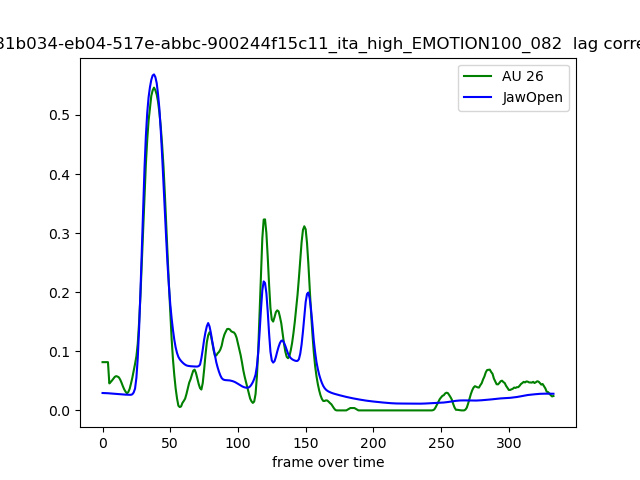 31b034-eb04-517e-abbc-900244f15c11_ita_high_EMOTION100_082 lag corre
AU 26
JawOpen
0.5
0.4
0.3
0.2
0.1
0.0
0 50 100 150 200 250 300
frame over time